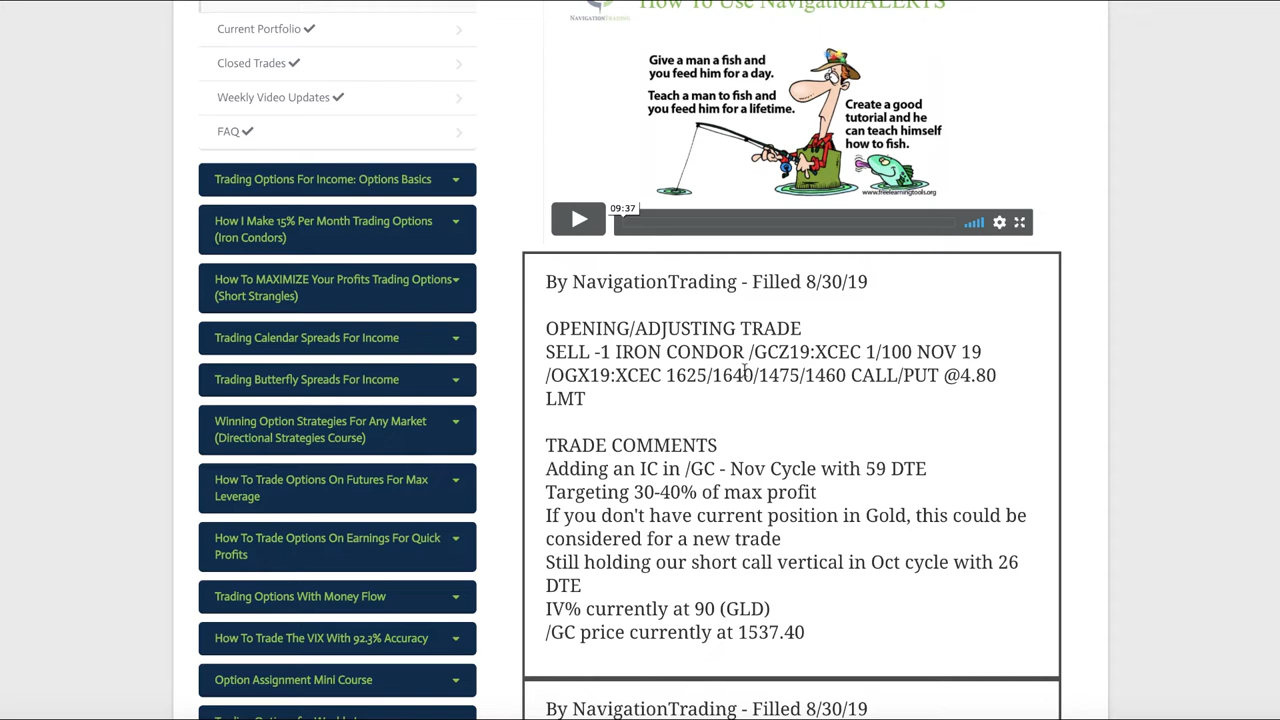 How To Use NavigationALERTS
NAVIGATIONTRADING
Current Portfolio
Closed Trades
Weekly Video Updates
FAQ
Trading Options For Income: Options Basics
How I Make 15% Per Month Trading Options
(Iron Condors)
How To MAXIMIZE Your Profits Trading Options
(Short Strangles)
Trading Calendar Spreads For Income
Trading Butterfly Spreads For Income
Winning Option Strategies For Any Market
(Directional Strategies Course)
How To Trade Options On Futures For Max
Leverage
How To Trade Options On Earnings For Quick
Profits
Trading Options With Money Flow
How To Trade The VIX With 92.3% Accuracy
Option Assignment Mini Course
Give a man a fish and
you feed him for a day.
Teach a man to fish and
you feed him for a lifetime.
Create a good
tutorial and he
can teach himself
how to fish.
www.freelearningtools.org
09:37
By NavigationTrading - Filled 8/30/19
OPENING/ADJUSTING TRADE
SELL -1 IRON CONDOR /GCZ19:XCEC 1/100 NOV 19
/OGX19:XCEC 1625/1640/1475/1460 CALL/PUT @4.80
LMT
TRADE COMMENTS
Adding an IC in /GC - Nov Cycle with 59 DTE
Targeting 30-40% of max profit
If you don't have current position in Gold, this could be
considered for a new trade
Still holding our short call vertical in Oct cycle with 26
DTE
IV% currently at 90 (GLD)
/GC price currently at 1537.40
By NavigationTrading - Filled 8/30/19